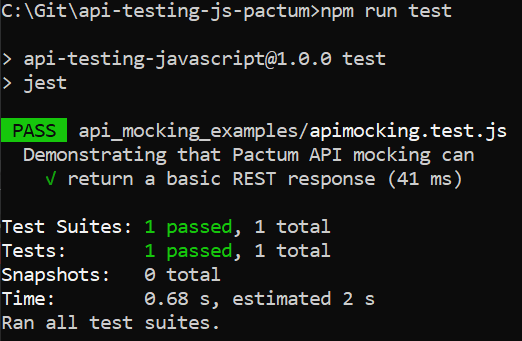 C:\Git\api-testing-js-pactum>npm run test
> api-testing-javascript@1.0.0 test
> jest
PASS api_mocking_examples/apimocking.test.js
Demonstrating that Pactum API mocking can
√ return a basic REST response (41 ms)
Test Suites: 1 passed, 1 total
Tests: 1 passed, 1 total
Snapshots: 0 total
Time: 0.68 s, estimated 2 s
Ran all test suites.